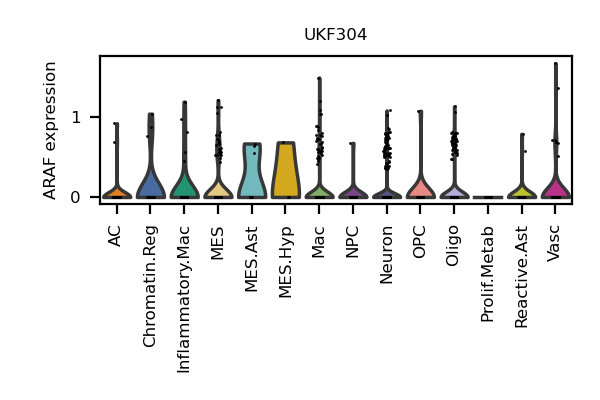 UKF304
ARAF expression
1
0
AC
Chromatin.Reg
Inflammatory.Mac
MES
MES.Ast
MES.Hyp
Mac
NPC
Neuron
OPC
Oligo
Prolif.Metab
Reactive.Ast
Vasc